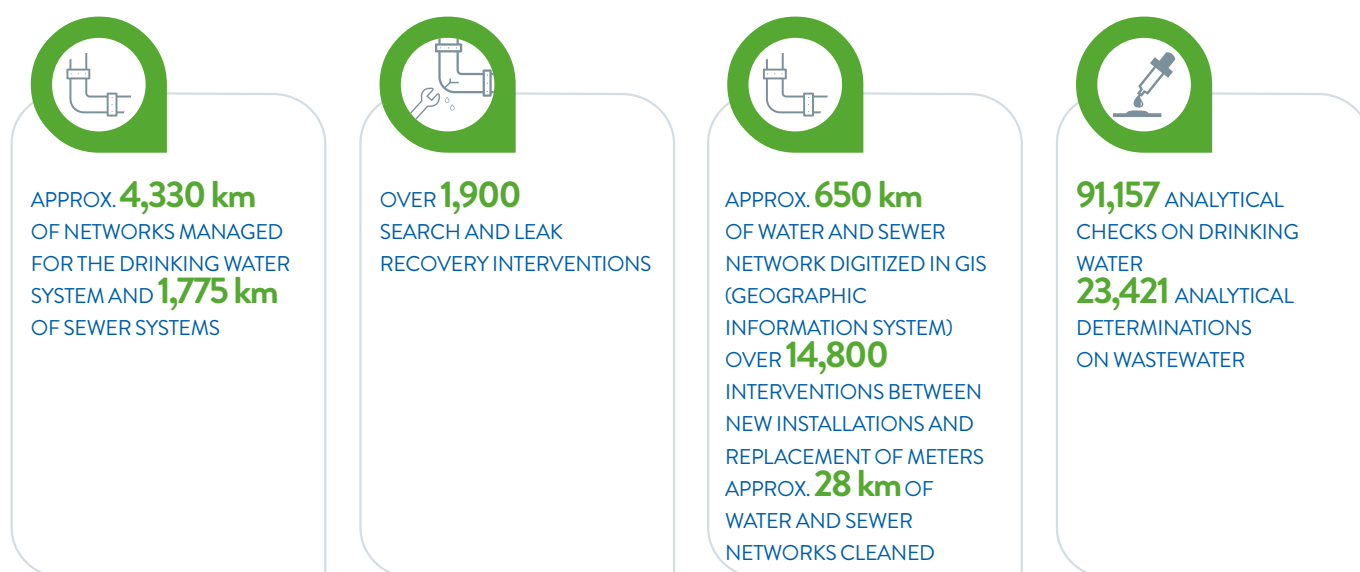 APPROX. 4,330 km
OF NETWORKS MANAGED
FOR THE DRINKING WATER
SYSTEM AND 1,775 km
OF SEWER SYSTEMS
OVER 1,900
SEARCH AND LEAK
RECOVERY INTERVENTIONS
APPROX. 650 km
OF WATER AND SEWER
NETWORK DIGITIZED IN GIS
(GEOGRAPHIC
INFORMATION SYSTEM)
OVER 14,800
INTERVENTIONS BETWEEN
NEW INSTALLATIONS AND
REPLACEMENT OF METERS
APPROX. 28 km OF
WATER AND SEWER
NETWORKS CLEANED
91,157 ANALYTICAL
CHECKS ON DRINKING
WATER
23,421 ANALYTICAL
DETERMINATIONS
ON WASTEWATER